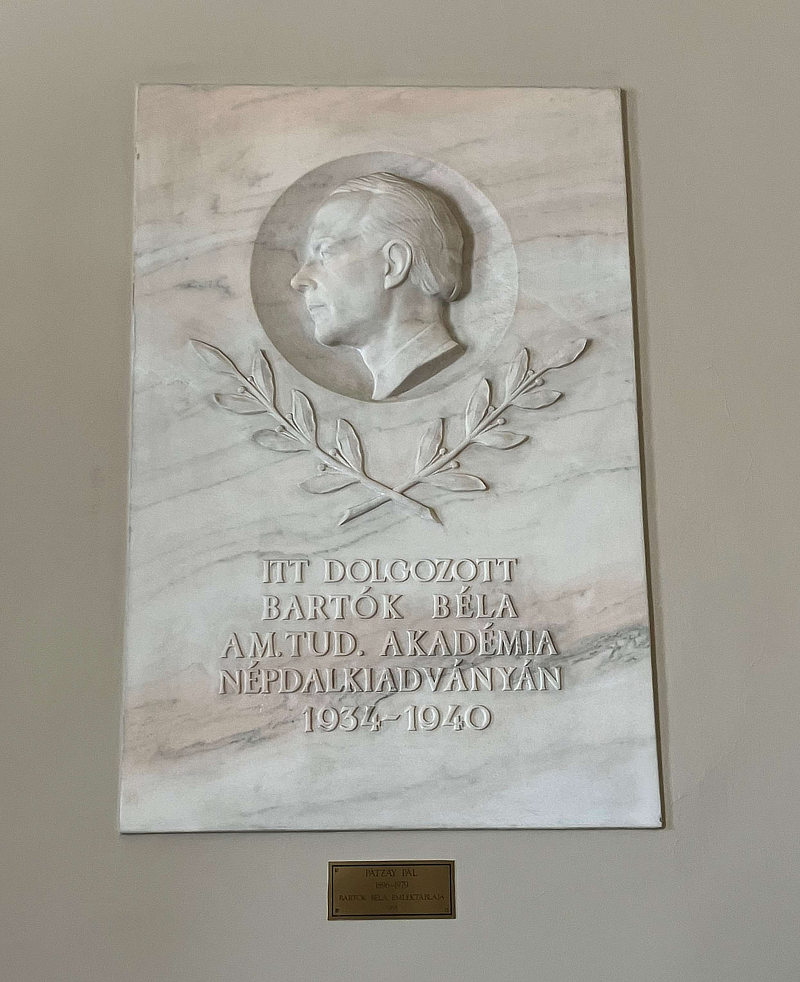 ITT DOLGOZOTT
BARTÓK BÉLA
A M. TUD. AKADÉMIA
NÉPDALKIADVÁNYÁN
1934-1940
PÁTZAY PÁL
1896-1979
BARTÓK BÉLA EMLÉKTÁBLÁJA